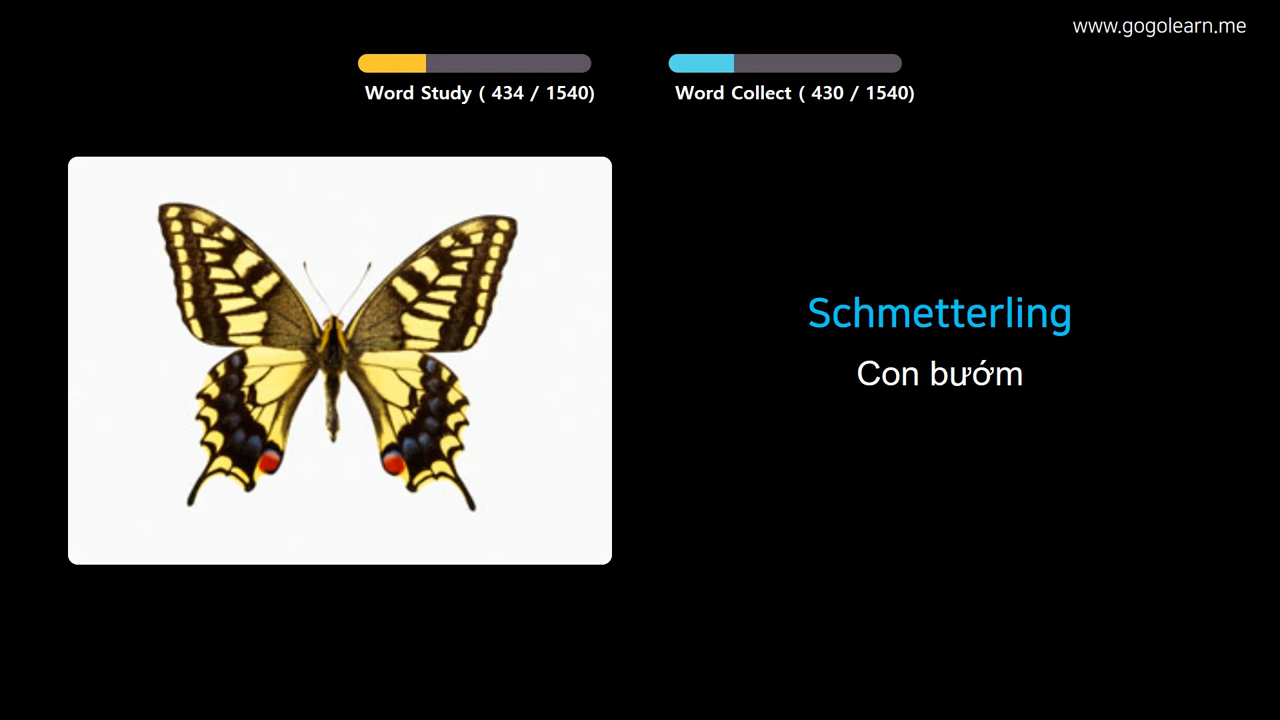 www.gogolearn.me
Word Study ( 434 / 1540)
Word Collect ( 430 / 1540)
Schmetterling
Con bướm